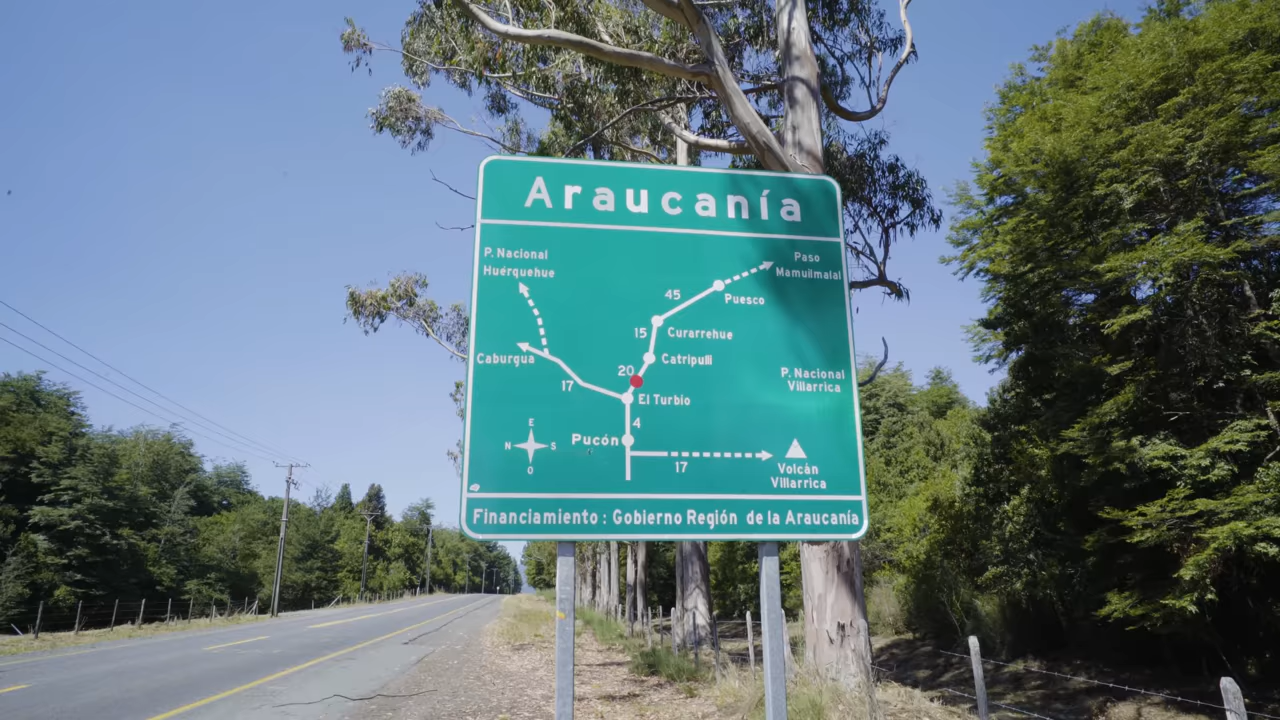 Araucanía
P. Nacional
Huerquehue
Paso
Mamuilmalal
45
Puesco
15
Curarrehue
Caburgua
Catripulli
20
17
P. Nacional
Villarrica
El Turbio
4
E
N
S
O
Pucón
17
Volcán
Villarrica
Financiamiento : Gobierno Región de la Araucanía